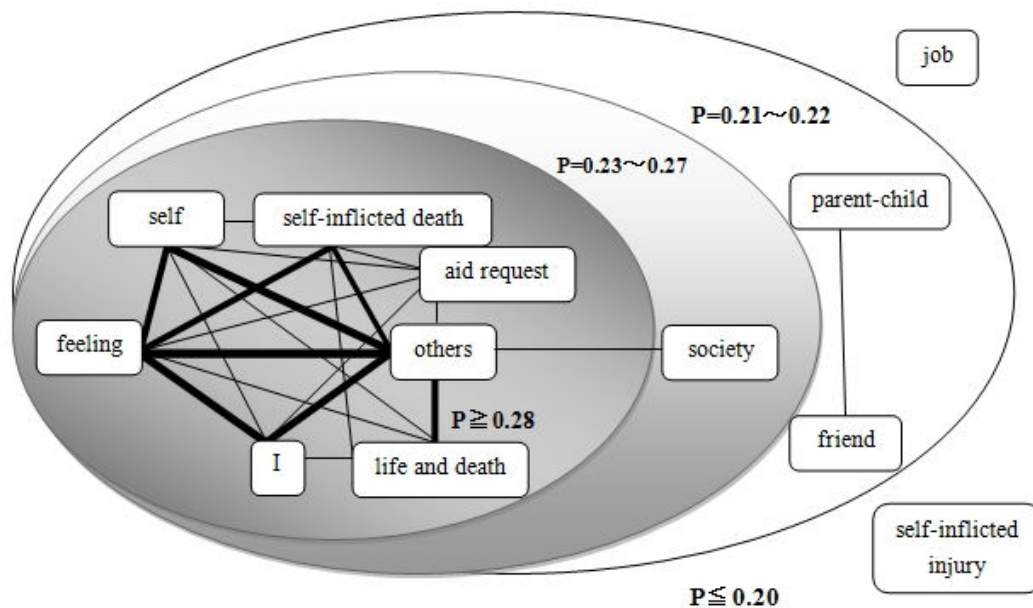 job
P=0.21～0.22
P=0.23～0.27
parent-child
self
self-inflicted death
aid request
feeling
others
society
P≧0.28
friend
I
life and death
self-inflicted
injury
P≦0.20